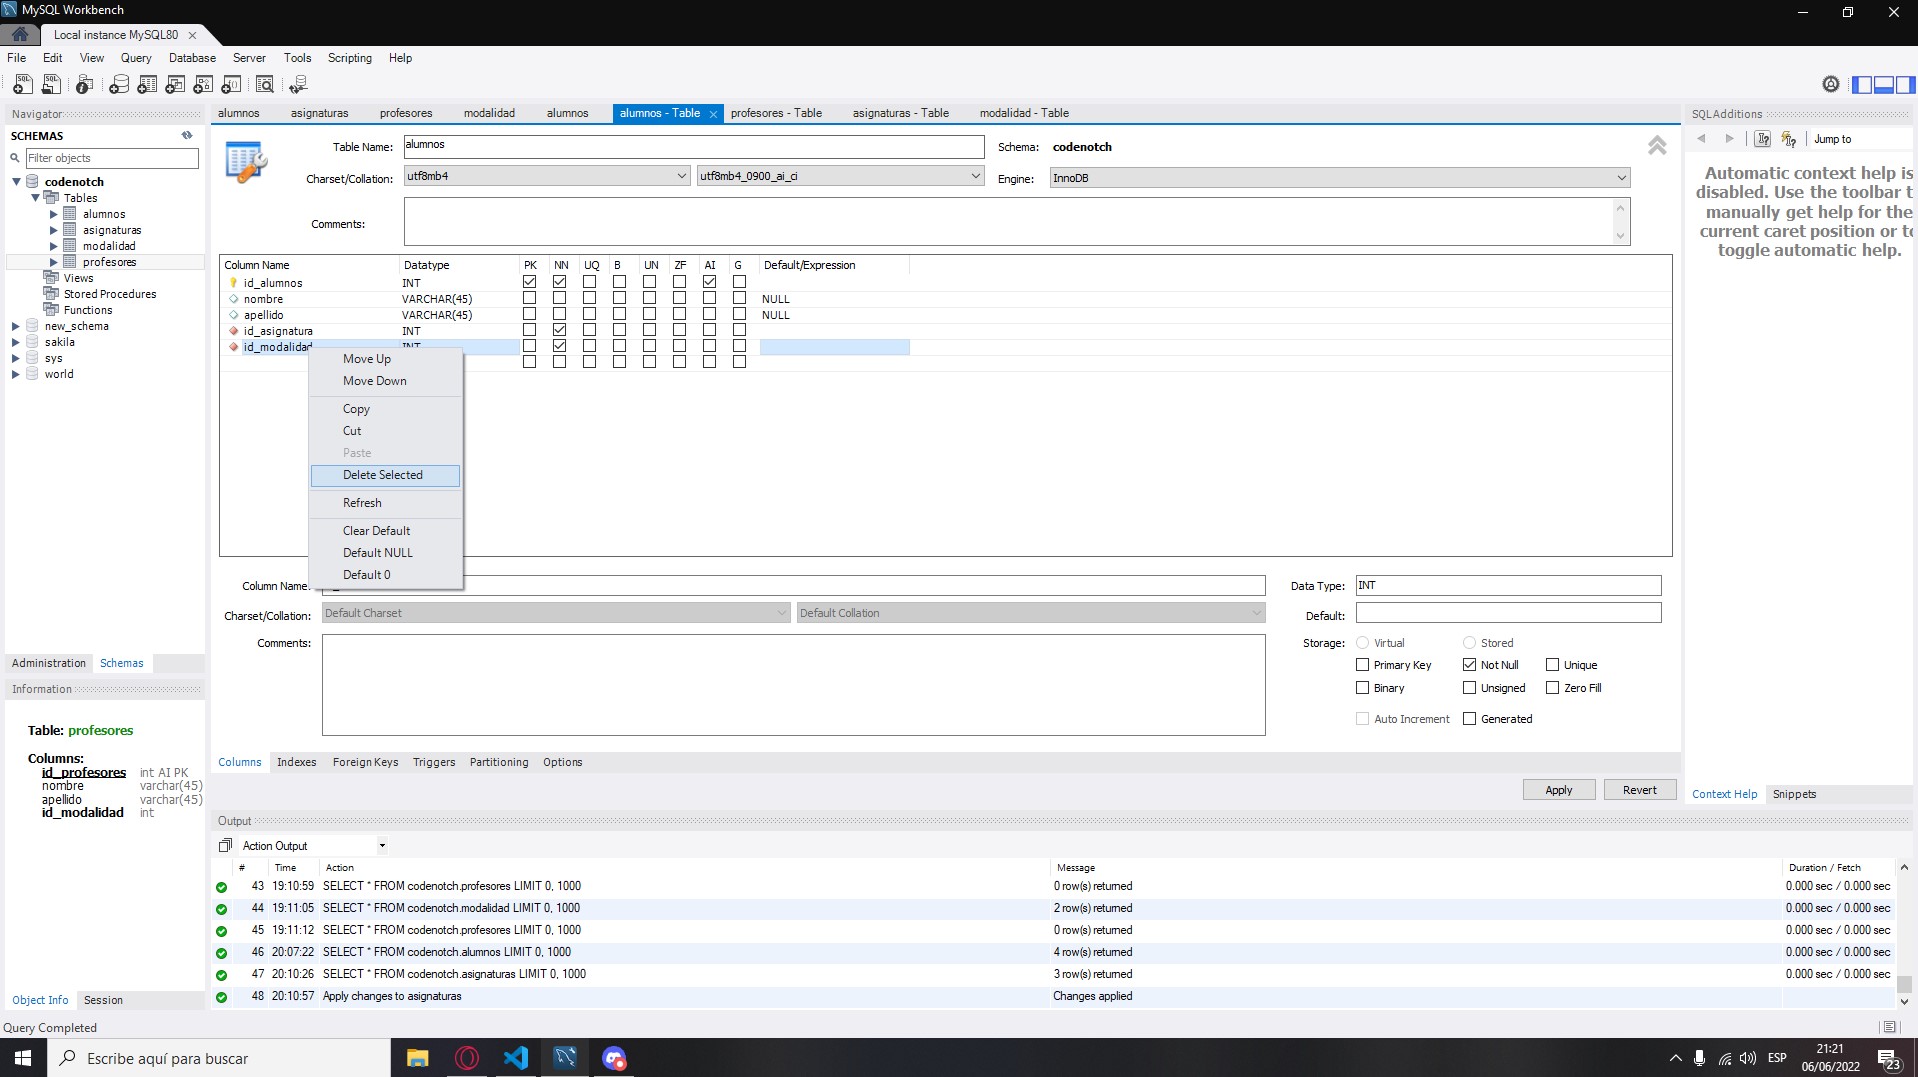 MySQL Workbench
Local instance MySQL80
File Edit View Query Database Server Tools Scripting Help
Navigator
SCHEMAS
Filter objects
codenotch
Tables
alumnos
asignaturas
modalidad
profesores
Views
Stored Procedures
Functions
new_schema
sakila
sys
world
Administration Schemas
Information
Table: profesores
Columns:
id_profesores int AI PK
nombre varchar(45)
apellido varchar(45)
id_modalidad int
Object Info Session
alumnos asignaturas profesores modalidad alumnos alumnos - Table profesores - Table asignaturas - Table modalidad - Table
Table Name: alumnos Schema: codenotch
Charset/Collation: utf8mb4 utf8mb4_0900_ai_ci Engine: InnoDB
Comments:
Column Name Datatype PK NN UQ B UN ZF AI G Default/Expression
id_alumnos INT
nombre VARCHAR(45) NULL
apellido VARCHAR(45) NULL
id_asignatura INT
id_modalidad INT
Move Up
Move Down
Copy
Cut
Paste
Delete Selected
Refresh
Clear Default
Default NULL
Default 0
Column Name: Data Type: INT
Charset/Collation: Default Charset Default Collation Default:
Comments: Storage: Virtual Stored
Primary Key Not Null Unique
Binary Unsigned Zero Fill
Auto Increment Generated
Columns Indexes Foreign Keys Triggers Partitioning Options
Apply Revert
SQLAdditions
Jump to
Automatic context help is
disabled. Use the toolbar t
manually get help for the
current caret position or to
toggle automatic help.
Context Help Snippets
Output
Action Output
# Time Action Message Duration / Fetch
43 19:10:59 SELECT * FROM codenotch.profesores LIMIT 0, 1000 0 row(s) returned 0.000 sec / 0.000 sec
44 19:11:05 SELECT * FROM codenotch.modalidad LIMIT 0, 1000 2 row(s) returned 0.000 sec / 0.000 sec
45 19:11:12 SELECT * FROM codenotch.profesores LIMIT 0, 1000 0 row(s) returned 0.000 sec / 0.000 sec
46 20:07:22 SELECT * FROM codenotch.alumnos LIMIT 0, 1000 4 row(s) returned 0.000 sec / 0.000 sec
47 20:10:26 SELECT * FROM codenotch.asignaturas LIMIT 0, 1000 3 row(s) returned 0.000 sec / 0.000 sec
48 20:10:57 Apply changes to asignaturas Changes applied
Query Completed
Escribe aquí para buscar
ESP
21:21
06/06/2022
23